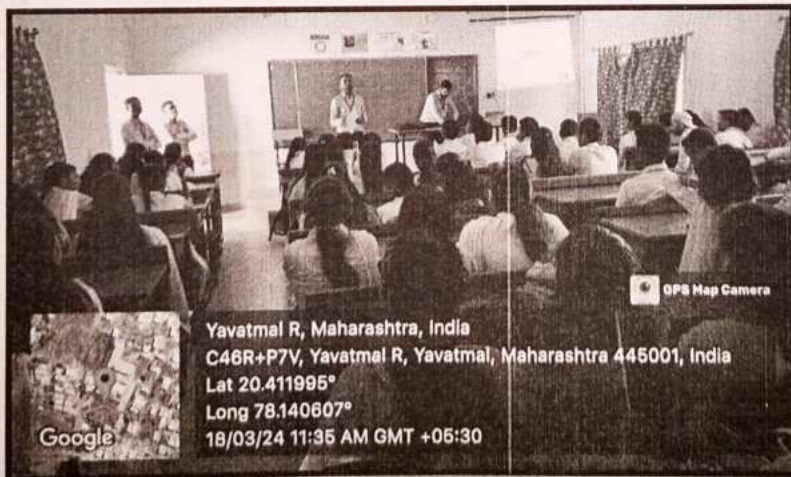 GPS Map Camera
Yavatmal R, Maharashtra, India
C46R+P7V, Yavatmal R, Yavatmal, Maharashtra 445001, India
Lat 20.411995°
Long 78.140607°
18/03/24 11:35 AM GMT +05:30
Google